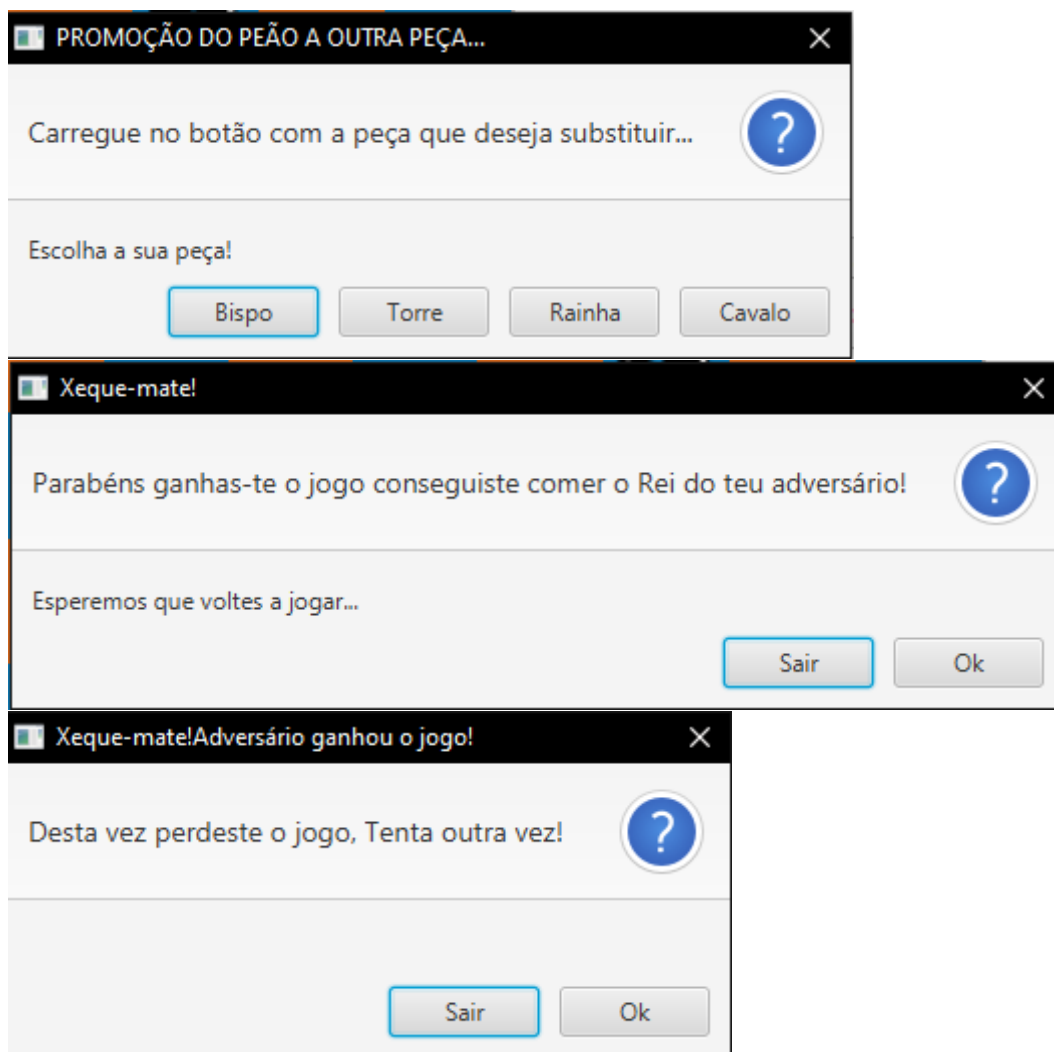 PROMOÇÃO DO PEÃO A OUTRA PEÇA...
Carregue no botão com a peça que deseja substituir...
?
Escolha a sua peça!
Bispo Torre Rainha Cavalo
Xeque-mate!
Parabéns ganhas-te o jogo conseguiste comer o Rei do teu adversário!
?
Esperemos que voltes a jogar...
Sair Ok
Xeque-mate!Adversário ganhou o jogo!
Desta vez perdeste o jogo, Tenta outra vez!
?
Sair Ok